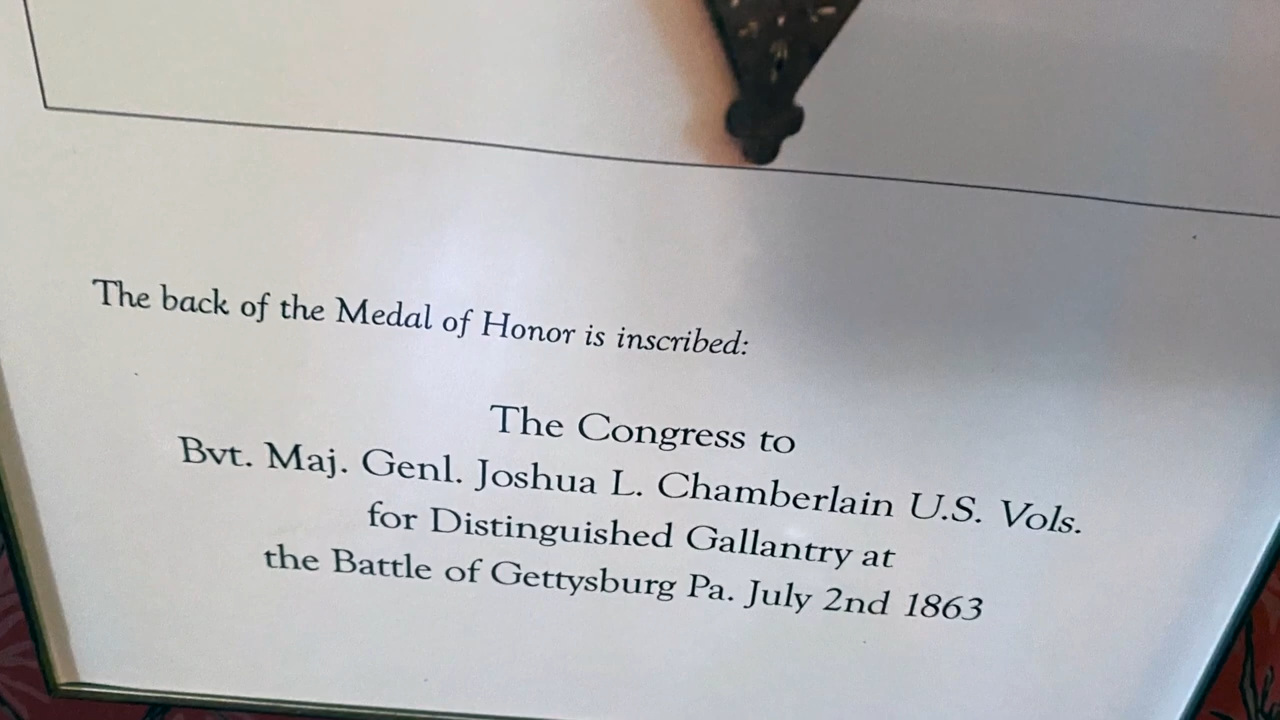 The back of the Medal of Honor is inscribed:
The Congress to
Bvt. Maj. Genl. Joshua L. Chamberlain U.S. Vols.
for Distinguished Gallantry at
the Battle of Gettysburg Pa. July 2nd 1863